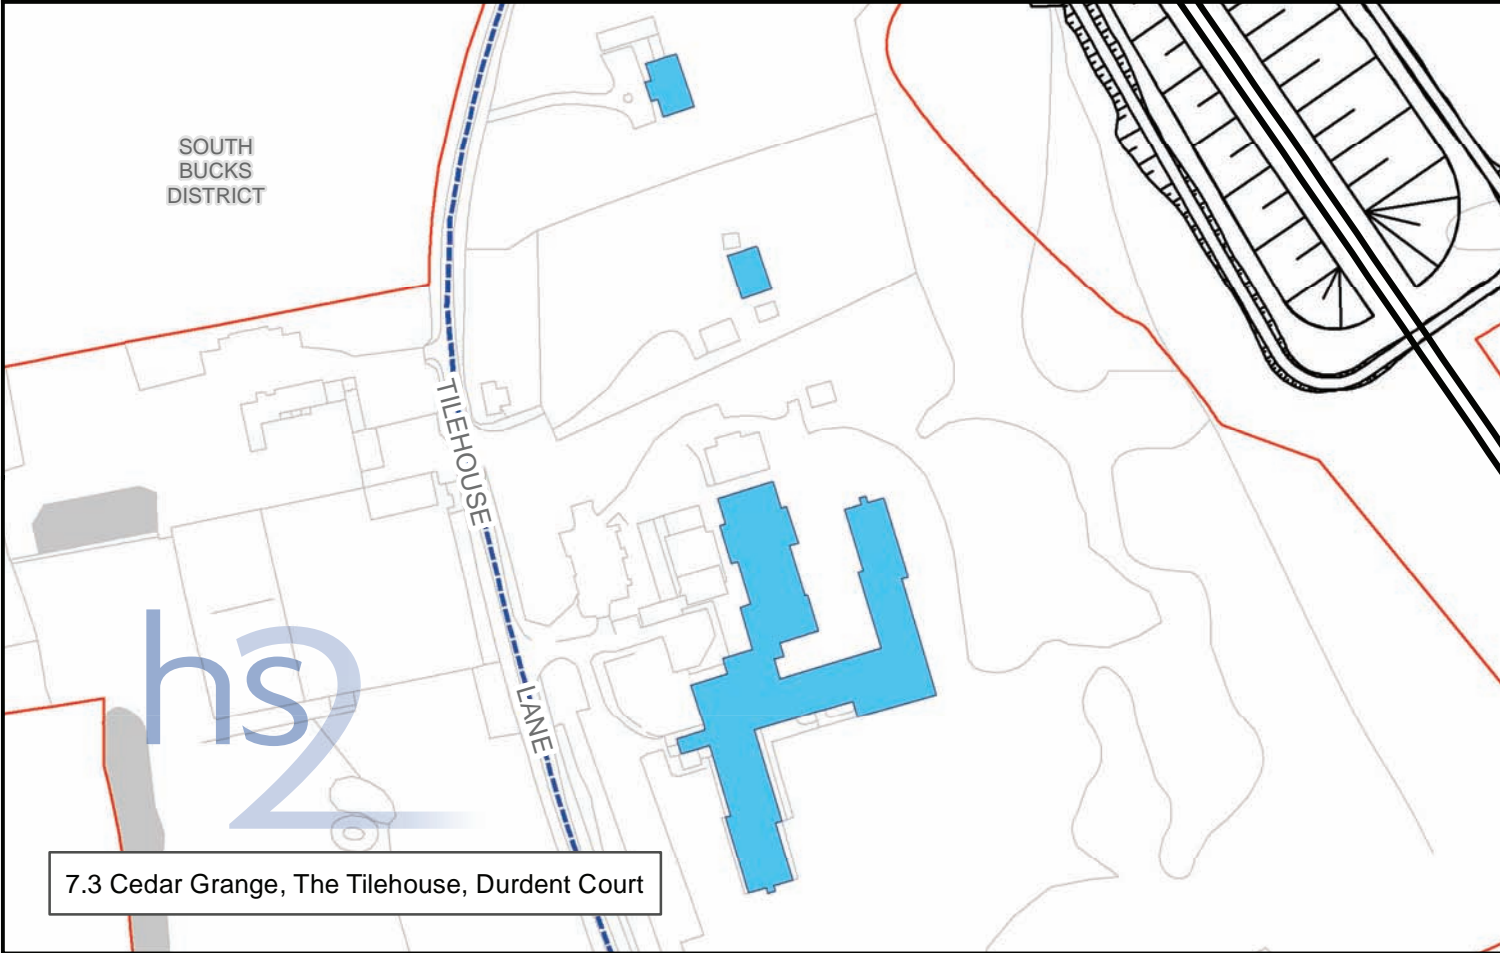 SOUTH
BUCKS
DISTRICT
TILEHOUSE
LANE
hs2
7.3 Cedar Grange, The Tilehouse, Durdent Court